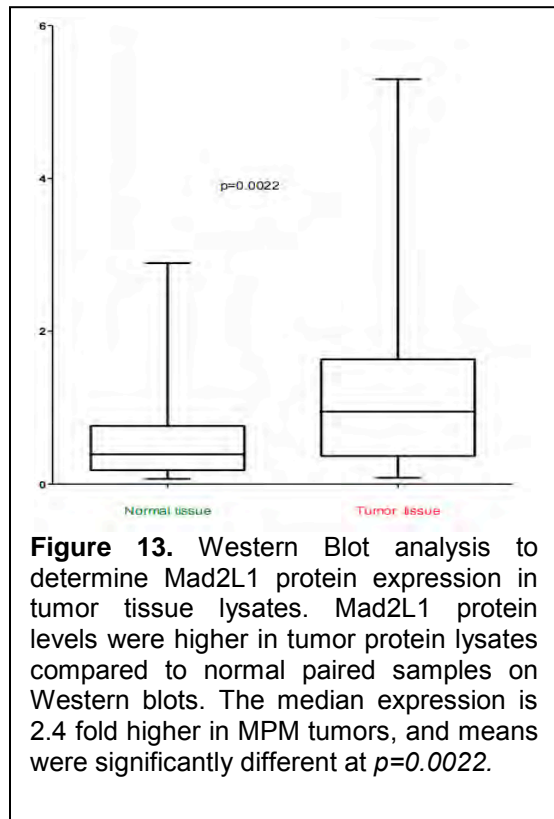 6
4
p=0.0022
2
0
Normal tissue Tumor tissue
Figure 13. Western Blot analysis to
determine Mad2L1 protein expression in
tumor tissue lysates. Mad2L1 protein
levels were higher in tumor protein lysates
compared to normal paired samples on
Western blots. The median expression is
2.4 fold higher in MPM tumors, and means
were significantly different at p=0.0022.